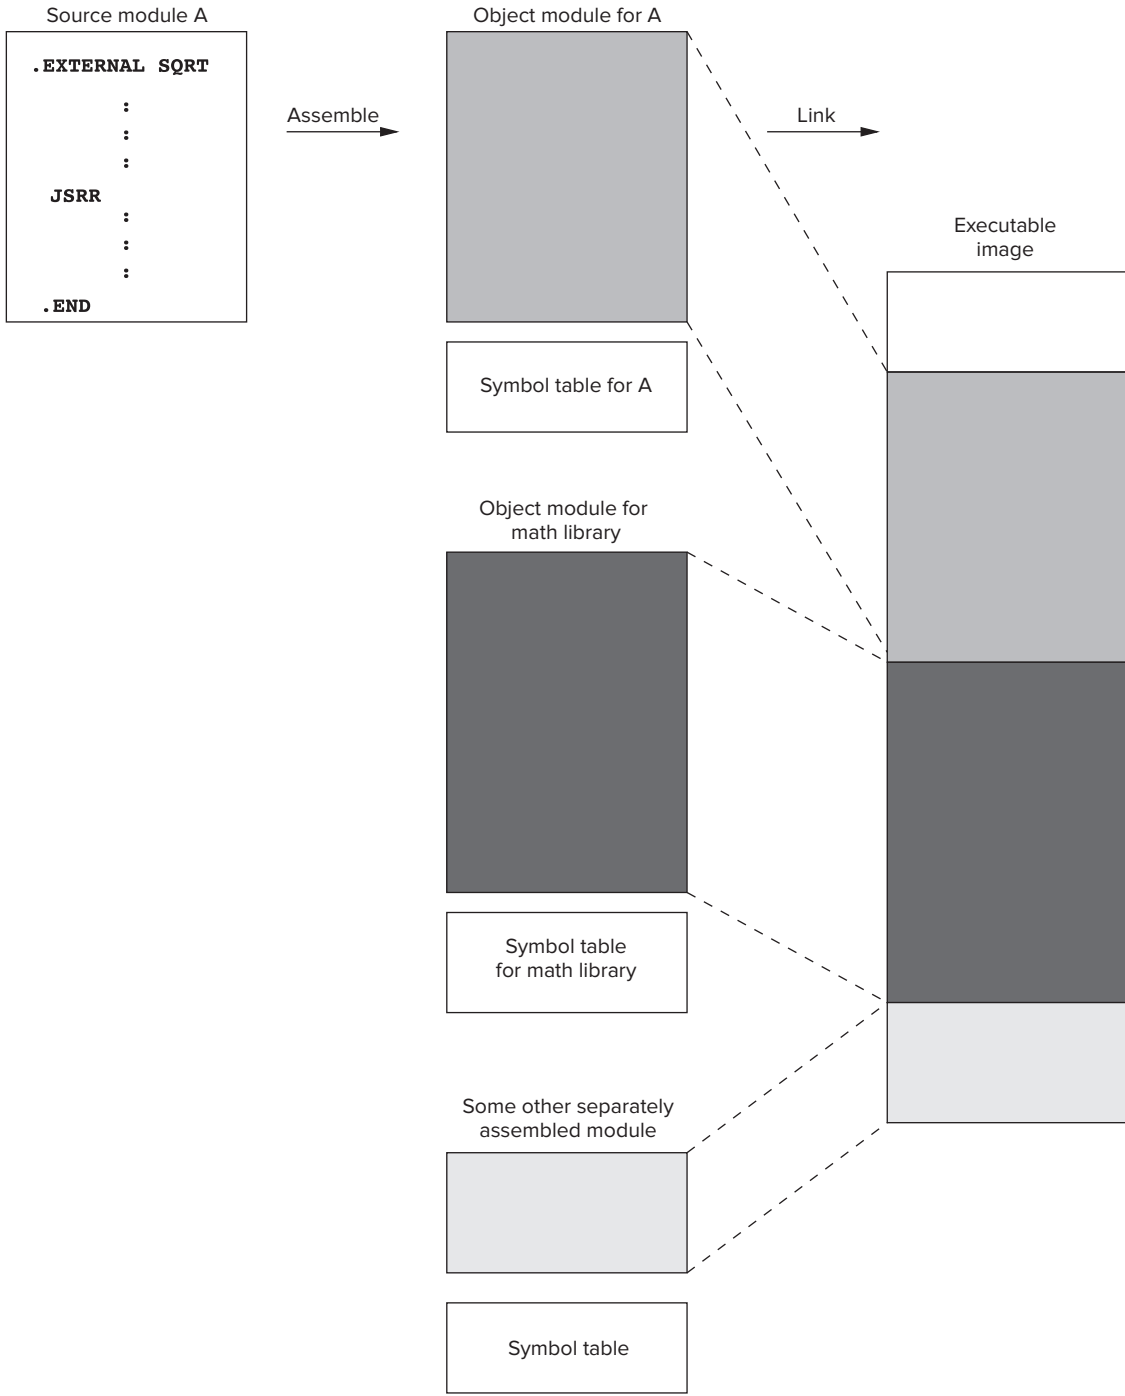 Source module A
.EXTERNAL SQRT
:
:
:
JSRR
:
:
:
.END
Assemble
Object module for A
Symbol table for A
Link
Object module for
math library
Symbol table
for math library
Some other separately
assembled module
Symbol table
Executable
image